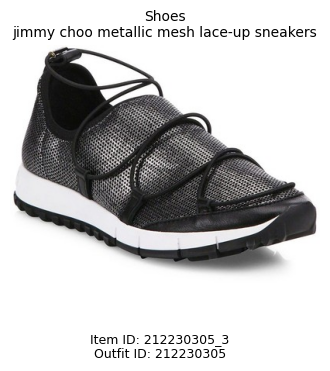 Shoes
jimmy choo metallic mesh lace-up sneakers
Item ID: 212230305_3
Outfit ID: 212230305